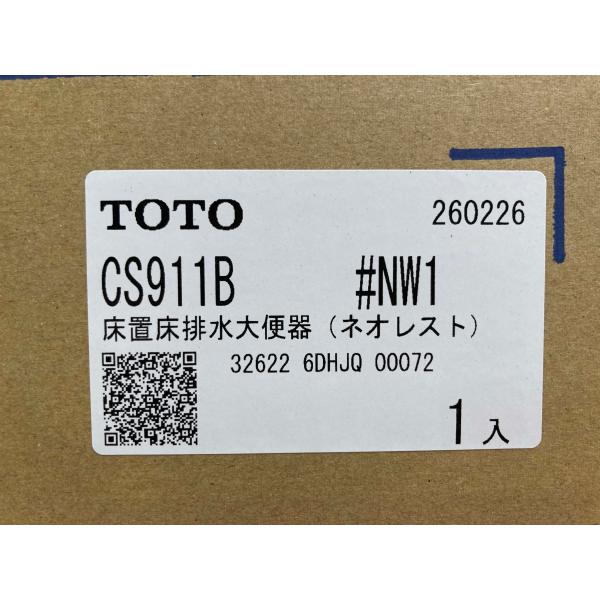 TOTO 260226
CS911B #NW1
床置床排水大便器（ネオレスト）
32622 6DHJQ 00072
1入